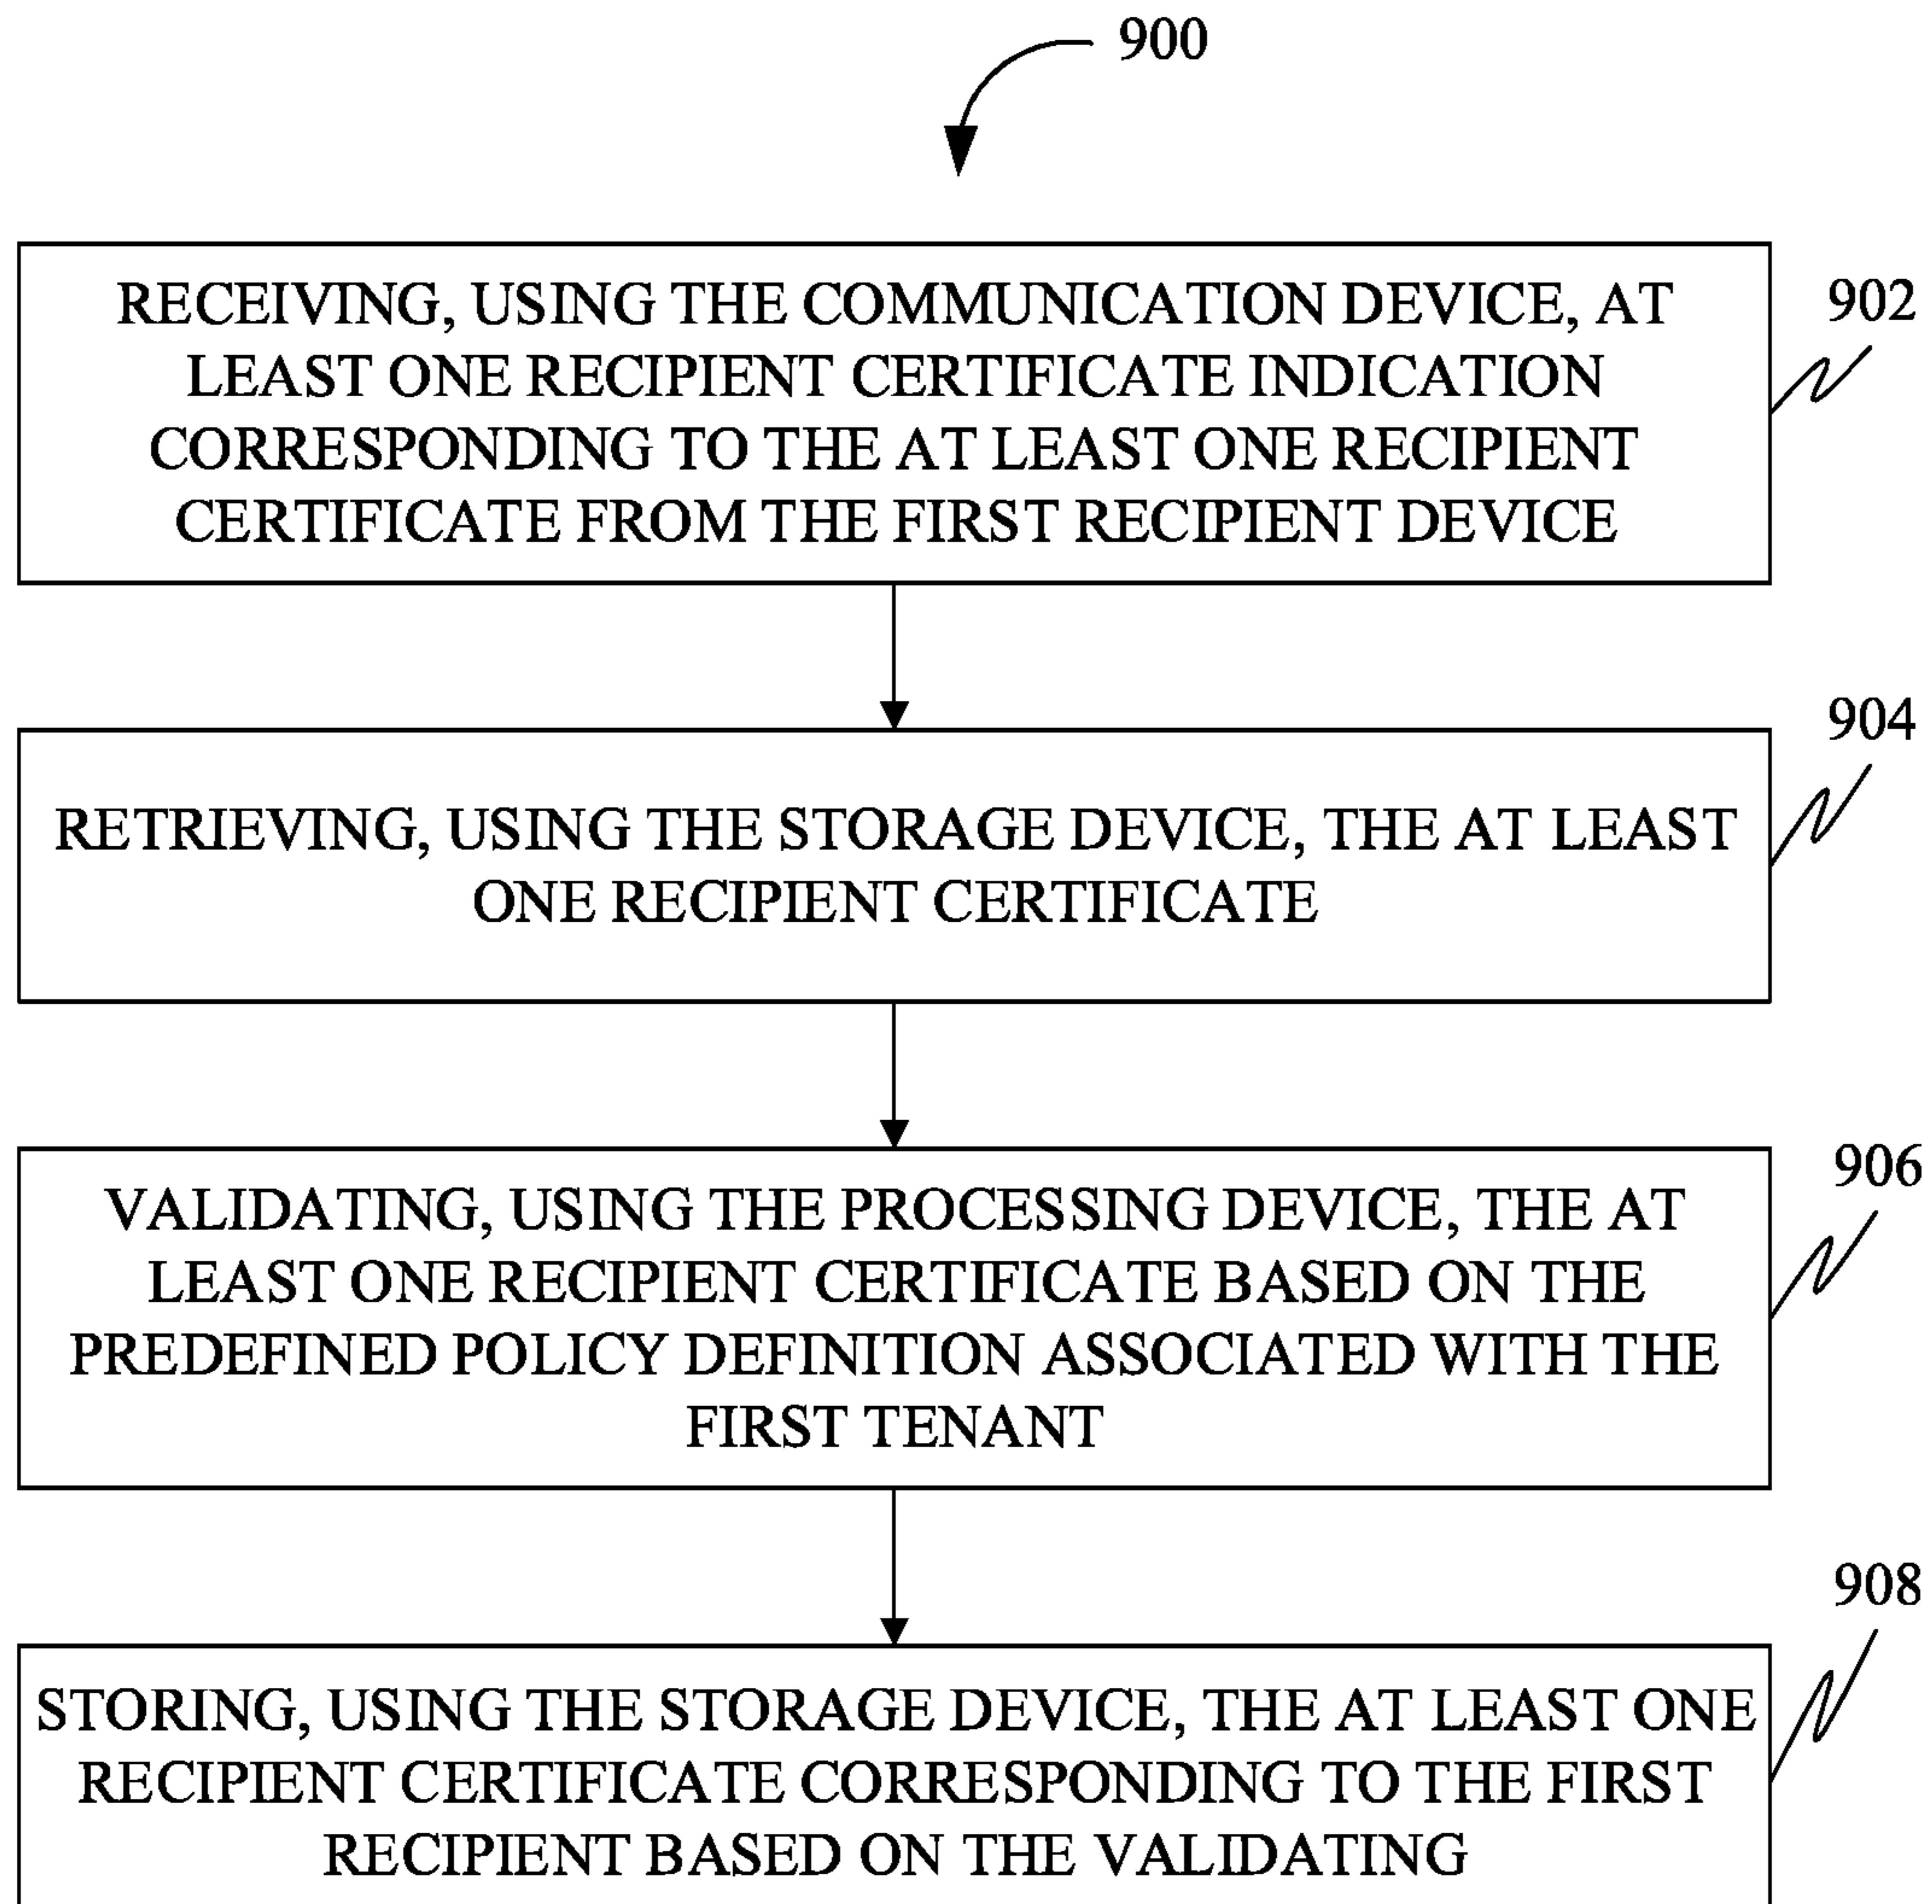 900
RECEIVING, USING THE COMMUNICATION DEVICE, AT
LEAST ONE RECIPIENT CERTIFICATE INDICATION
CORRESPONDING TO THE AT LEAST ONE RECIPIENT
CERTIFICATE FROM THE FIRST RECIPIENT DEVICE
902
RETRIEVING, USING THE STORAGE DEVICE, THE AT LEAST
ONE RECIPIENT CERTIFICATE
904
VALIDATING, USING THE PROCESSING DEVICE, THE AT
LEAST ONE RECIPIENT CERTIFICATE BASED ON THE
PREDEFINED POLICY DEFINITION ASSOCIATED WITH THE
FIRST TENANT
906
STORING, USING THE STORAGE DEVICE, THE AT LEAST ONE
RECIPIENT CERTIFICATE CORRESPONDING TO THE FIRST
RECIPIENT BASED ON THE VALIDATING
908